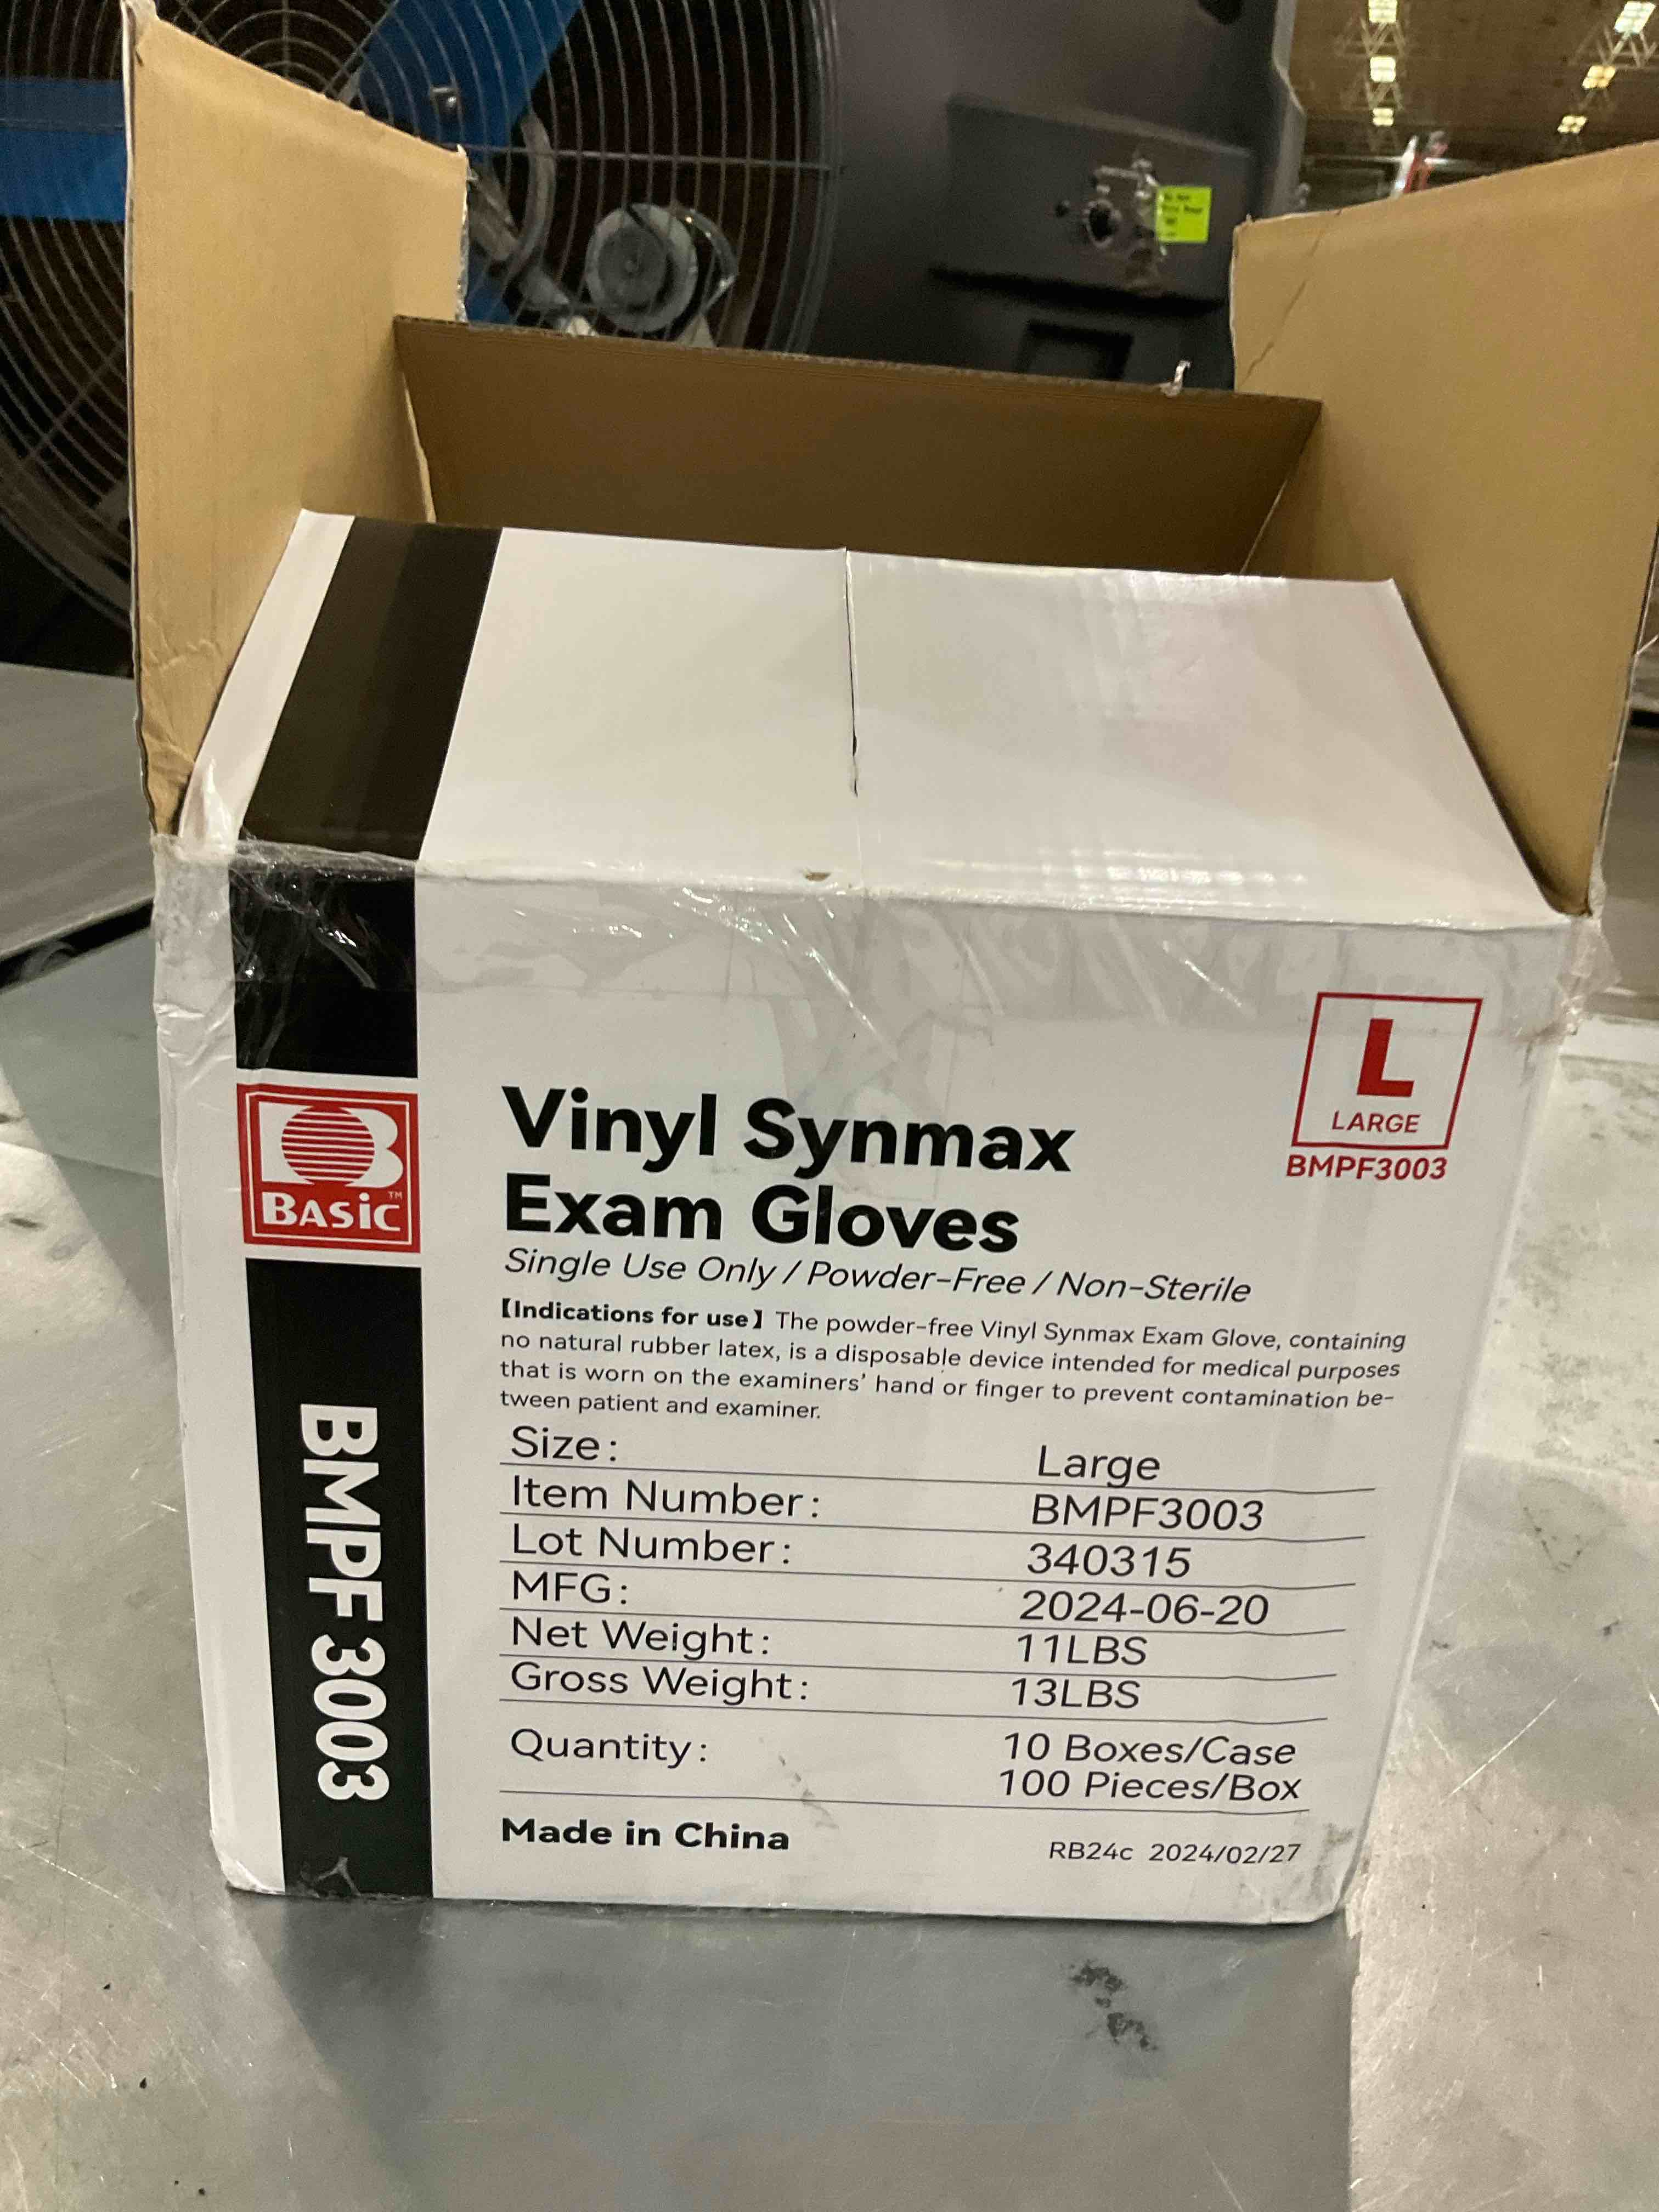 L
LARGE
BMPF3003
BASiC™
Vinyl Synmax
Exam Gloves
Single Use Only / Powder-Free / Non-Sterile
【Indications for use】 The powder-free Vinyl Synmax Exam Glove, containing
no natural rubber latex, is a disposable device intended for medical purposes
that is worn on the examiners' hand or finger to prevent contamination be-
tween patient and examiner.
BMPF3003
Size: Large
Item Number: BMPF3003
Lot Number: 340315
MFG: 2024-06-20
Net Weight: 11LBS
Gross Weight: 13LBS
Quantity: 10 Boxes/Case
100 Pieces/Box
Made in China
RB24c 2024/02/27